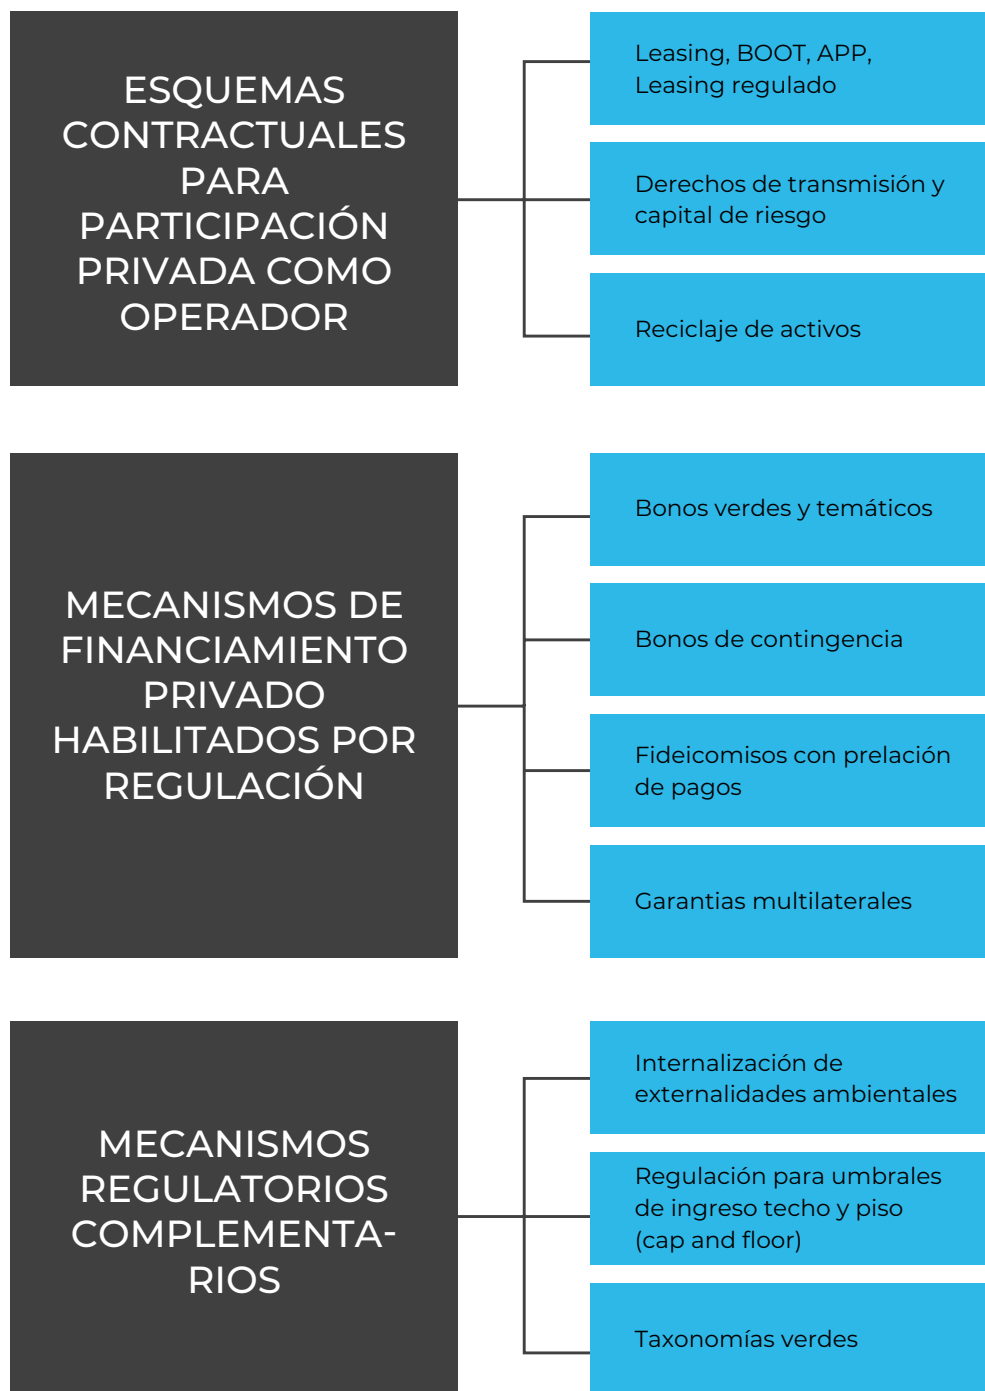 ESQUEMAS
CONTRACTUALES
PARA
PARTICIPACIÓN
PRIVADA COMO
OPERADOR
Leasing, BOOT, APP,
Leasing regulado
Derechos de transmisión y
capital de riesgo
Reciclaje de activos
MECANISMOS DE
FINANCIAMIENTO
PRIVADO
HABILITADOS POR
REGULACIÓN
Bonos verdes y temáticos
Bonos de contingencia
Fideicomisos con prelación
de pagos
Garantias multilaterales
MECANISMOS
REGULATORIOS
COMPLEMENTA-
RIOS
Internalización de
externalidades ambientales
Regulación para umbrales
de ingreso techo y piso
(cap and floor)
Taxonomías verdes